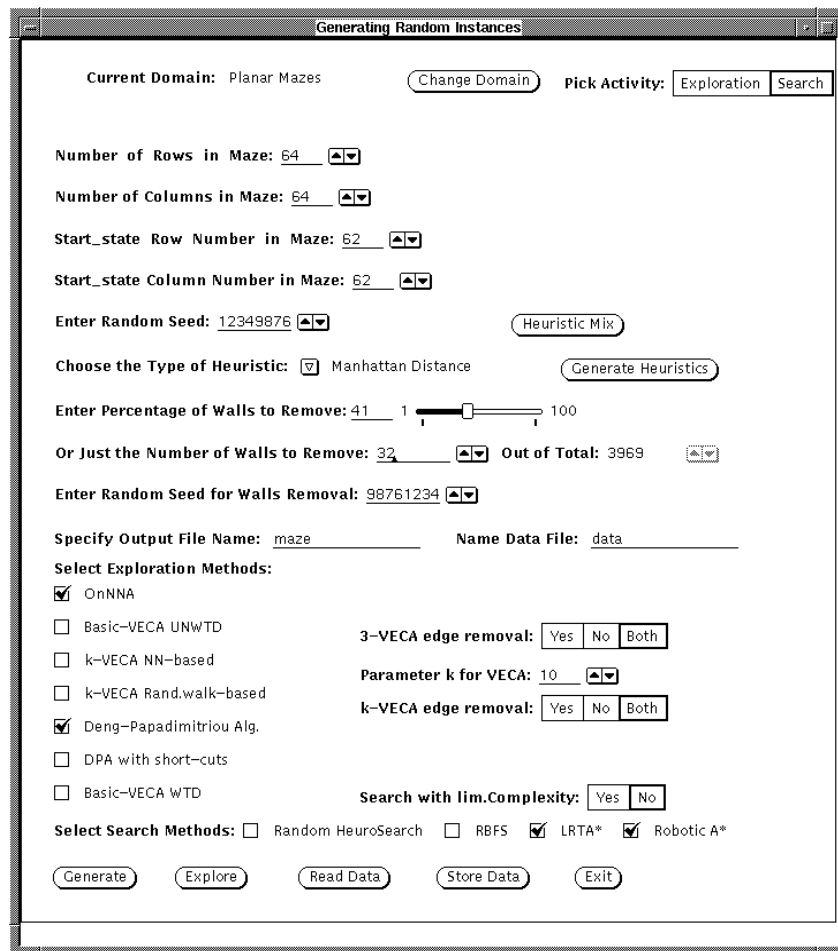 Generating Random Instances
Current Domain: Planar Mazes Change Domain Pick Activity: Exploration Search
Number of Rows in Maze: 64
Number of Columns in Maze: 64
Start_state Row Number in Maze: 62
Start_state Column Number in Maze: 62
Enter Random Seed: 12349876 Heuristic Mix
Choose the Type of Heuristic: Manhattan Distance Generate Heuristics
Enter Percentage of Walls to Remove: 41 1 100
Or Just the Number of Walls to Remove: 32 Out of Total: 3969
Enter Random Seed for Walls Removal: 98761234
Specify Output File Name: maze Name Data File: data
Select Exploration Methods:
OnNNA
Basic-VECA UNWTD 3-VECA edge removal: Yes No Both
k-VECA NN-based Parameter k for VECA: 10
k-VECA Rand.walk-based k-VECA edge removal: Yes No Both
Deng-Papadimitriou Alg.
DPA with short-cuts
Basic-VECA WTD Search with lim.Complexity: Yes No
Select Search Methods: Random HeuroSearch RBFS LRTA* Robotic A*
Generate Explore Read Data Store Data Exit